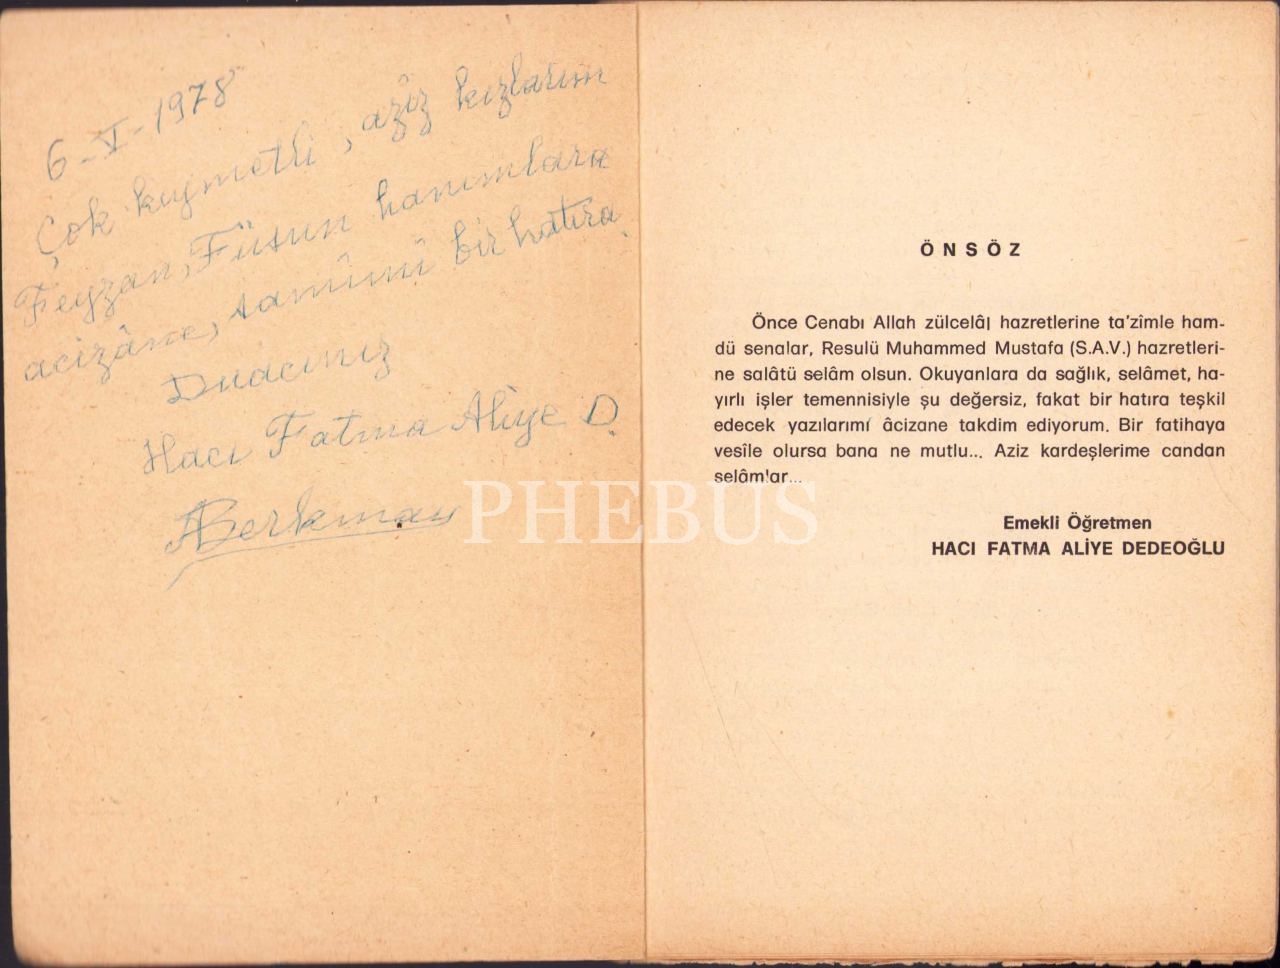 6-V-1978
Çok kıymetli, azîz kızlarım
Feyzan, Füsun hanımlara
acizâne, samîmî bir hatıra.
Duacınız
Hacı Fatma Aliye D.
Berkman
PHEBUS
ÖNSÖZ
Önce Cenabı Allah zülcelâl hazretlerine ta'zîmle ham-
dü senalar, Resulü Muhammed Mustafa (S.A.V.) hazretleri-
ne salâtü selâm olsun. Okuyanlara da sağlık, selâmet, ha-
yırlı işler temennisiyle şu değersiz, fakat bir hatıra teşkil
edecek yazılarımı âcizane takdim ediyorum. Bir fatihaya
vesîle olursa bana ne mutlu... Aziz kardeşlerime candan
selâmlar...
Emekli Öğretmen
HACI FATMA ALİYE DEDEOĞLU